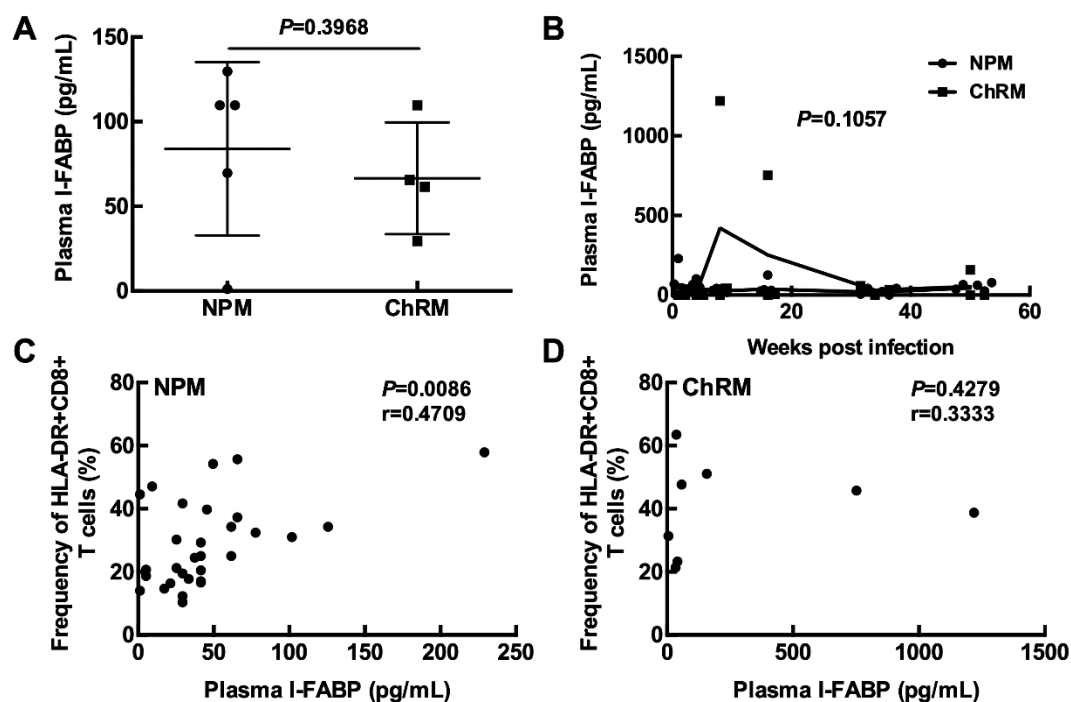 A
P=0.3968
Plasma I-FABP (pg/mL)
150
100
50
0
NPM
ChRM
B
Plasma I-FABP (pg/mL)
1500
1000
500
0
NPM
ChRM
P=0.1057
0
20
40
60
Weeks post infection
C
NPM
P=0.0086
r=0.4709
Frequency of HLA-DR+CD8+
T cells (%)
80
60
40
20
0
0
50
100
150
200
250
Plasma I-FABP (pg/mL)
D
ChRM
P=0.4279
r=0.3333
Frequency of HLA-DR+CD8+
T cells (%)
80
60
40
20
0
0
500
1000
1500
Plasma I-FABP (pg/mL)